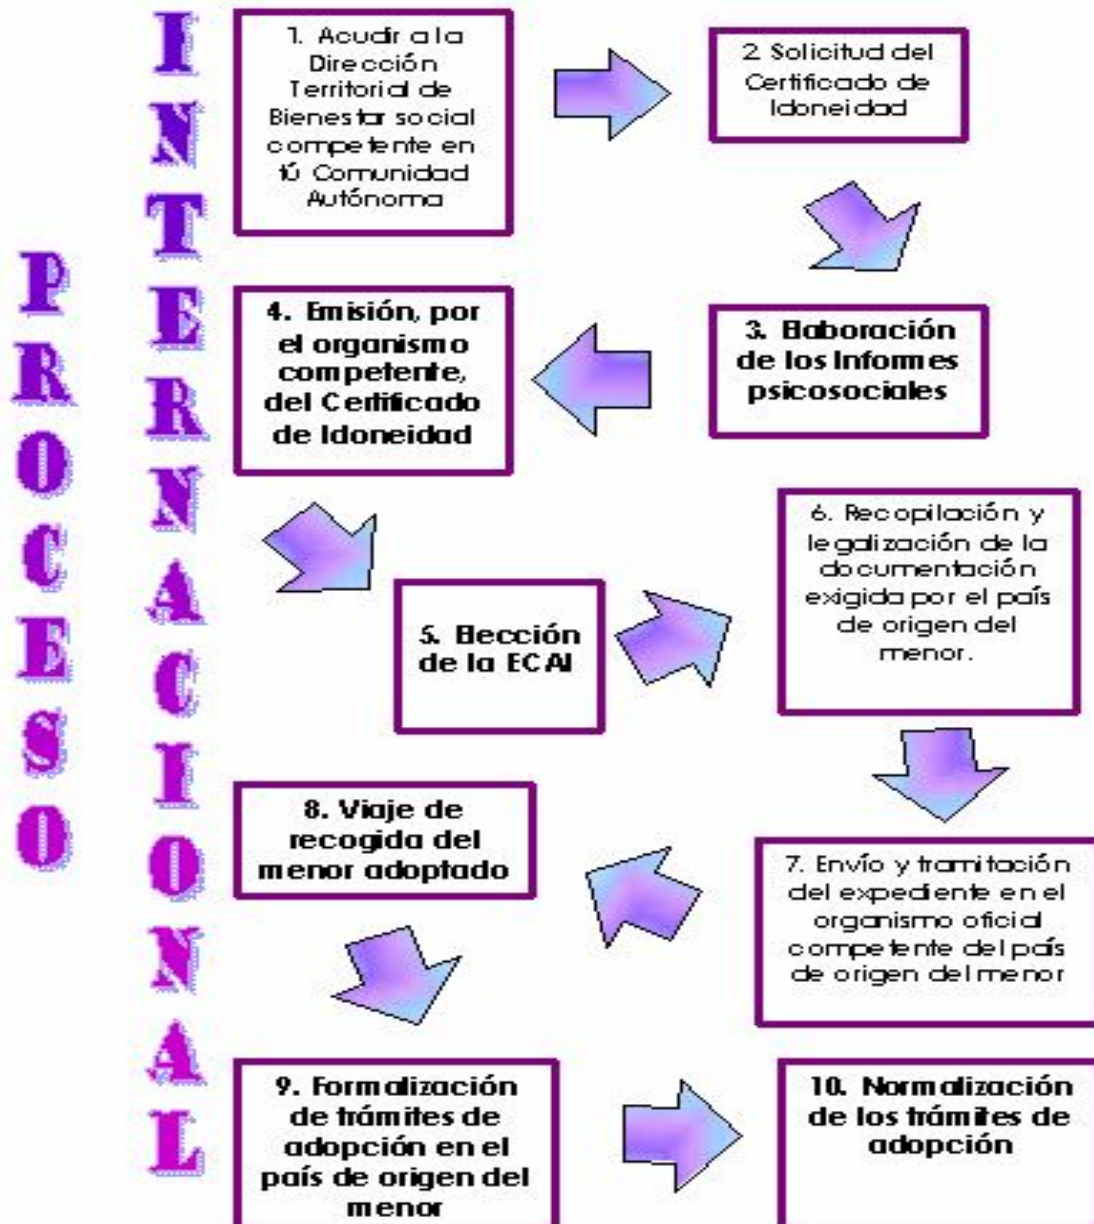 PROCESO
INTERNACIONAL
1. Acudir a la
Dirección
Territorial de
Bienestar social
competente en
tú Comunidad
Autónoma
2. Solicitud del
Certificado de
Idoneidad
3. Elaboración
de los Informes
psicosociales
4. Emisión, por
el organismo
competente,
del Certificado
de Idoneidad
5. Elección
de la ECAI
6. Recopilación y
legalización de la
documentación
exigida por el país
de origen del
menor.
7. Envío y tramitación
del expediente en el
organismo oficial
competente del país
de origen del menor
8. Viaje de
recogida del
menor adoptado
9. Formalización
de trámites de
adopción en el
país de origen del
menor
10. Normalización
de los trámites de
adopción